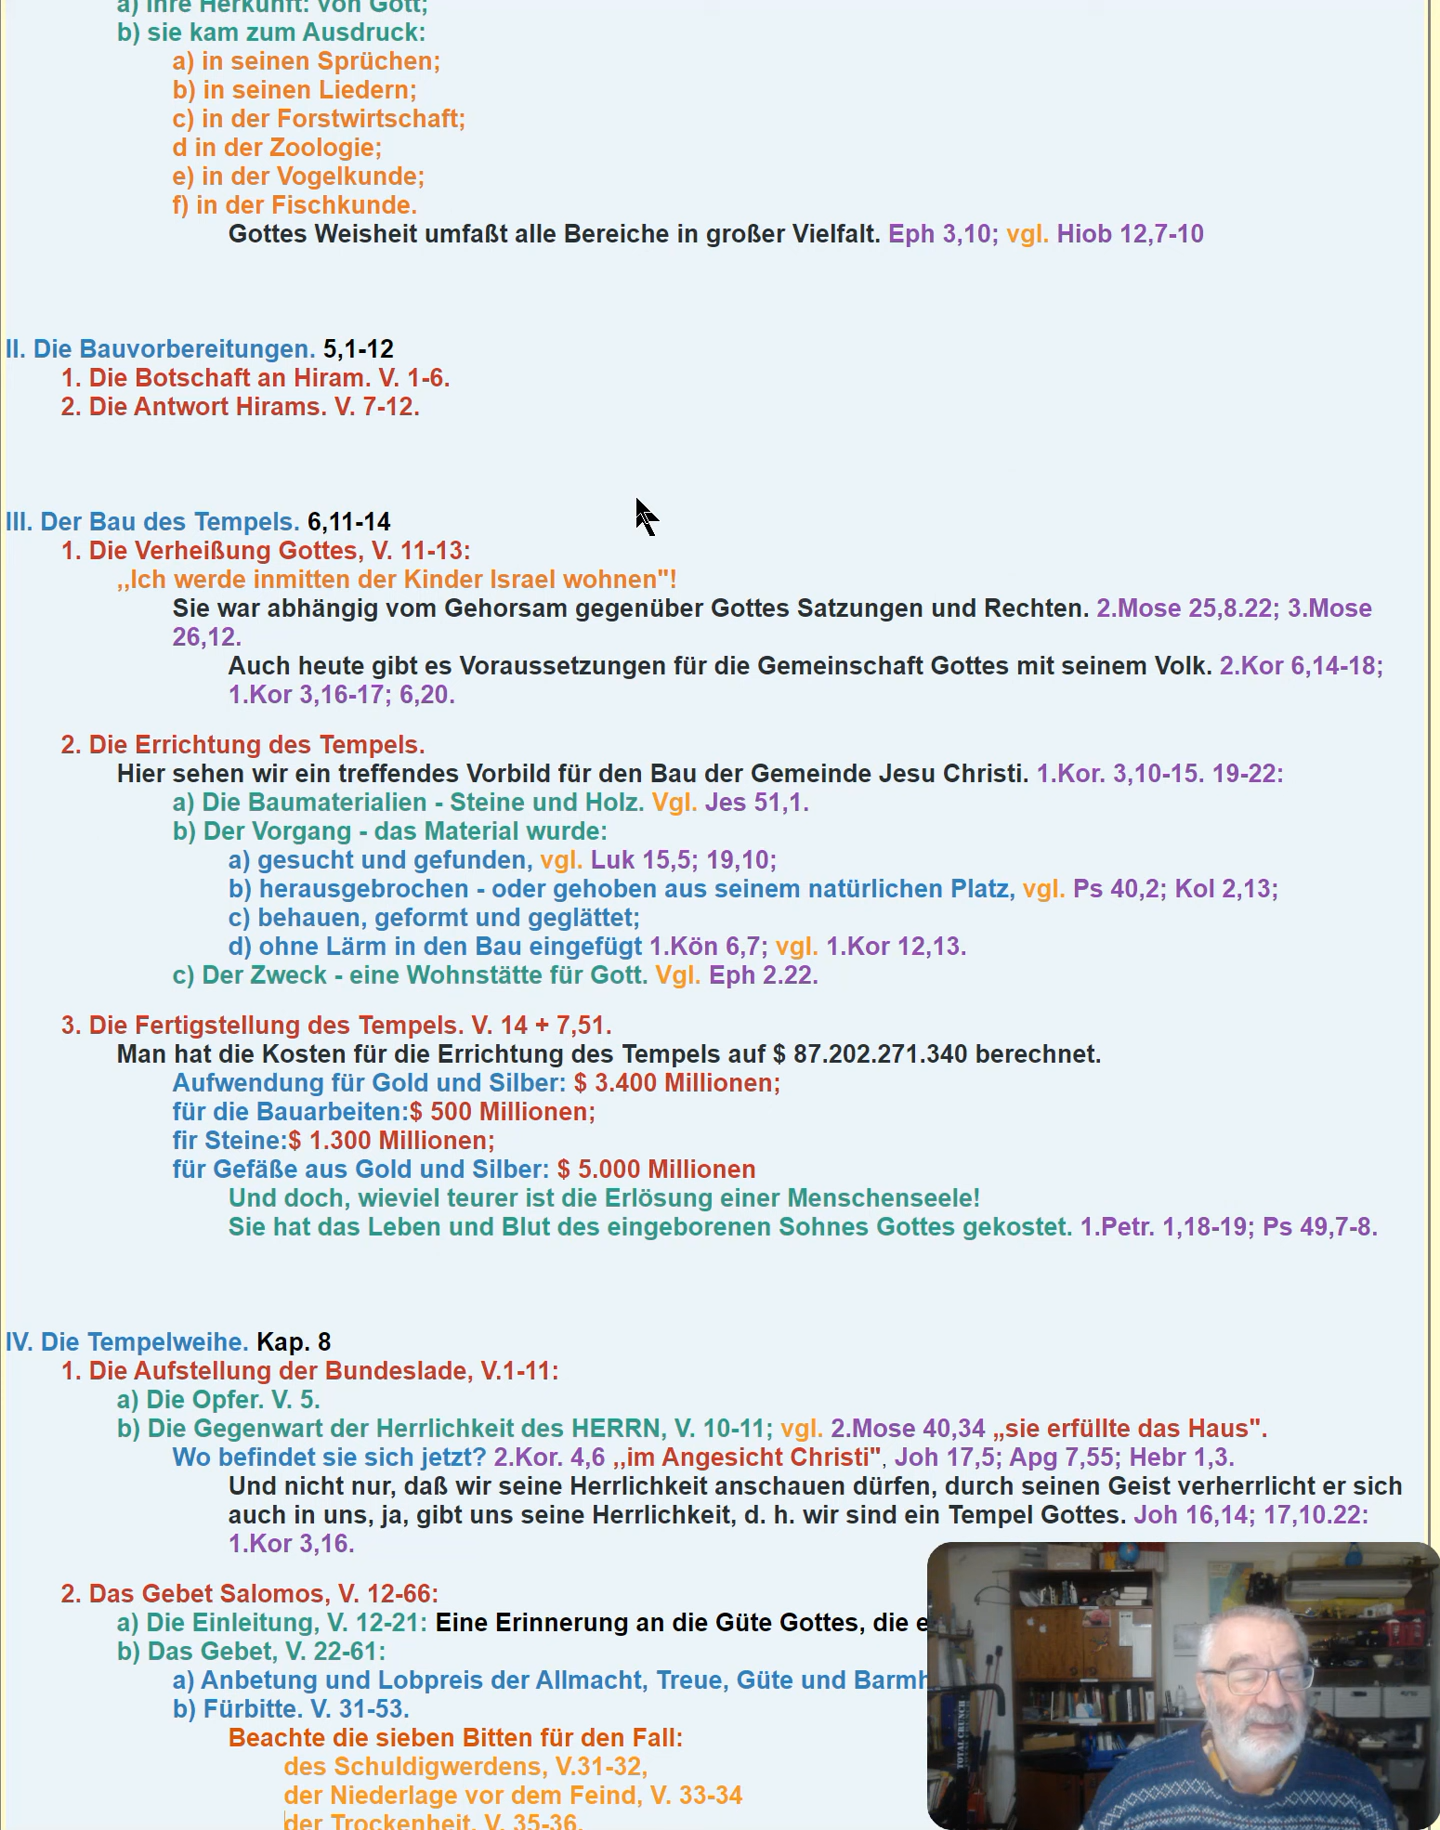 a) ihre Herkunft: von Gott;
b) sie kam zum Ausdruck:
a) in seinen Sprüchen;
b) in seinen Liedern;
c) in der Forstwirtschaft;
d in der Zoologie;
e) in der Vogelkunde;
f) in der Fischkunde.
Gottes Weisheit umfaßt alle Bereiche in großer Vielfalt. Eph 3,10; vgl. Hiob 12,7-10
II. Die Bauvorbereitungen. 5,1-12
1. Die Botschaft an Hiram. V. 1-6.
2. Die Antwort Hirams. V. 7-12.
III. Der Bau des Tempels. 6,11-14
1. Die Verheißung Gottes, V. 11-13:
,,Ich werde inmitten der Kinder Israel wohnen"!
Sie war abhängig vom Gehorsam gegenüber Gottes Satzungen und Rechten. 2.Mose 25,8.22; 3.Mose
26,12.
Auch heute gibt es Voraussetzungen für die Gemeinschaft Gottes mit seinem Volk. 2.Kor 6,14-18;
1.Kor 3,16-17; 6,20.
2. Die Errichtung des Tempels.
Hier sehen wir ein treffendes Vorbild für den Bau der Gemeinde Jesu Christi. 1.Kor. 3,10-15. 19-22:
a) Die Baumaterialien - Steine und Holz. Vgl. Jes 51,1.
b) Der Vorgang - das Material wurde:
a) gesucht und gefunden, vgl. Luk 15,5; 19,10;
b) herausgebrochen - oder gehoben aus seinem natürlichen Platz, vgl. Ps 40,2; Kol 2,13;
c) behauen, geformt und geglättet;
d) ohne Lärm in den Bau eingefügt 1.Kön 6,7; vgl. 1.Kor 12,13.
c) Der Zweck - eine Wohnstätte für Gott. Vgl. Eph 2.22.
3. Die Fertigstellung des Tempels. V. 14 + 7,51.
Man hat die Kosten für die Errichtung des Tempels auf $ 87.202.271.340 berechnet.
Aufwendung für Gold und Silber: $ 3.400 Millionen;
für die Bauarbeiten:$ 500 Millionen;
fir Steine:$ 1.300 Millionen;
für Gefäße aus Gold und Silber: $ 5.000 Millionen
Und doch, wieviel teurer ist die Erlösung einer Menschenseele!
Sie hat das Leben und Blut des eingeborenen Sohnes Gottes gekostet. 1.Petr. 1,18-19; Ps 49,7-8.
IV. Die Tempelweihe. Kap. 8
1. Die Aufstellung der Bundeslade, V.1-11:
a) Die Opfer. V. 5.
b) Die Gegenwart der Herrlichkeit des HERRN, V. 10-11; vgl. 2.Mose 40,34 „sie erfüllte das Haus".
Wo befindet sie sich jetzt? 2.Kor. 4,6 ,,im Angesicht Christi", Joh 17,5; Apg 7,55; Hebr 1,3.
Und nicht nur, daß wir seine Herrlichkeit anschauen dürfen, durch seinen Geist verherrlicht er sich
auch in uns, ja, gibt uns seine Herrlichkeit, d. h. wir sind ein Tempel Gottes. Joh 16,14; 17,10.22:
1.Kor 3,16.
2. Das Gebet Salomos, V. 12-66:
a) Die Einleitung, V. 12-21: Eine Erinnerung an die Güte Gottes, die
b) Das Gebet, V. 22-61:
a) Anbetung und Lobpreis der Allmacht, Treue, Güte und
b) Fürbitte. V. 31-53.
Beachte die sieben Bitten für den Fall:
des Schuldigwerdens, V.31-32,
der Niederlage vor dem Feind, V. 33-34
der Trockenheit, V. 35-36,
TOTAL CRUNCH